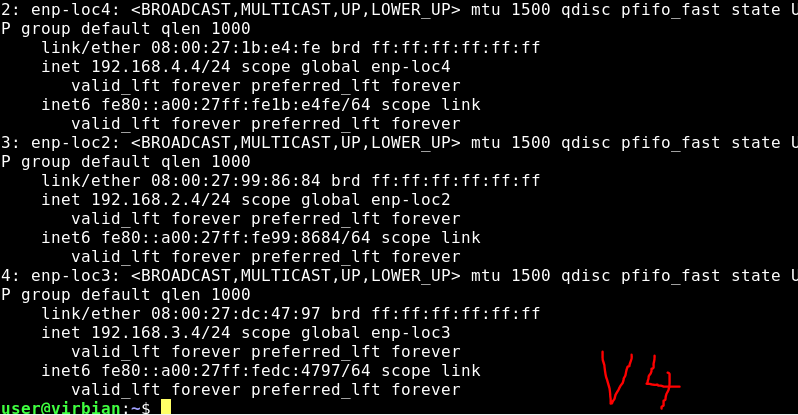 2: enp-loc4: <BROADCAST,MULTICAST,UP,LOWER_UP> mtu 1500 qdisc pfifo_fast state U
P group default qlen 1000
    link/ether 08:00:27:1b:e4:fe brd ff:ff:ff:ff:ff:ff
    inet 192.168.4.4/24 scope global enp-loc4
       valid_lft forever preferred_lft forever
    inet6 fe80::a00:27ff:fe1b:e4fe/64 scope link
       valid_lft forever preferred_lft forever
3: enp-loc2: <BROADCAST,MULTICAST,UP,LOWER_UP> mtu 1500 qdisc pfifo_fast state U
P group default qlen 1000
    link/ether 08:00:27:99:86:84 brd ff:ff:ff:ff:ff:ff
    inet 192.168.2.4/24 scope global enp-loc2
       valid_lft forever preferred_lft forever
    inet6 fe80::a00:27ff:fe99:8684/64 scope link
       valid_lft forever preferred_lft forever
4: enp-loc3: <BROADCAST,MULTICAST,UP,LOWER_UP> mtu 1500 qdisc pfifo_fast state U
P group default qlen 1000
    link/ether 08:00:27:dc:47:97 brd ff:ff:ff:ff:ff:ff
    inet 192.168.3.4/24 scope global enp-loc3
       valid_lft forever preferred_lft forever
    inet6 fe80::a00:27ff:fedc:4797/64 scope link
       valid_lft forever preferred_lft forever
user@virbian:~$
V4